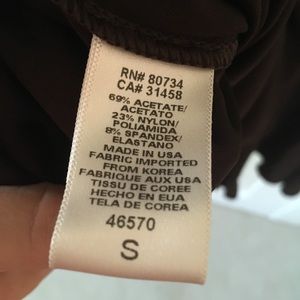 RN# 80734
CA# 31458
69% ACETATE/
ACETATO
23% NYLON/
POLIAMIDA
8% SPANDEX/
ELASTANO
MADE IN USA
FABRIC IMPORTED
FROM KOREA
FABRIQUE AUX USA
TISSU DE COREE
HECHO EN EUA
TELA DE COREA
46570
S